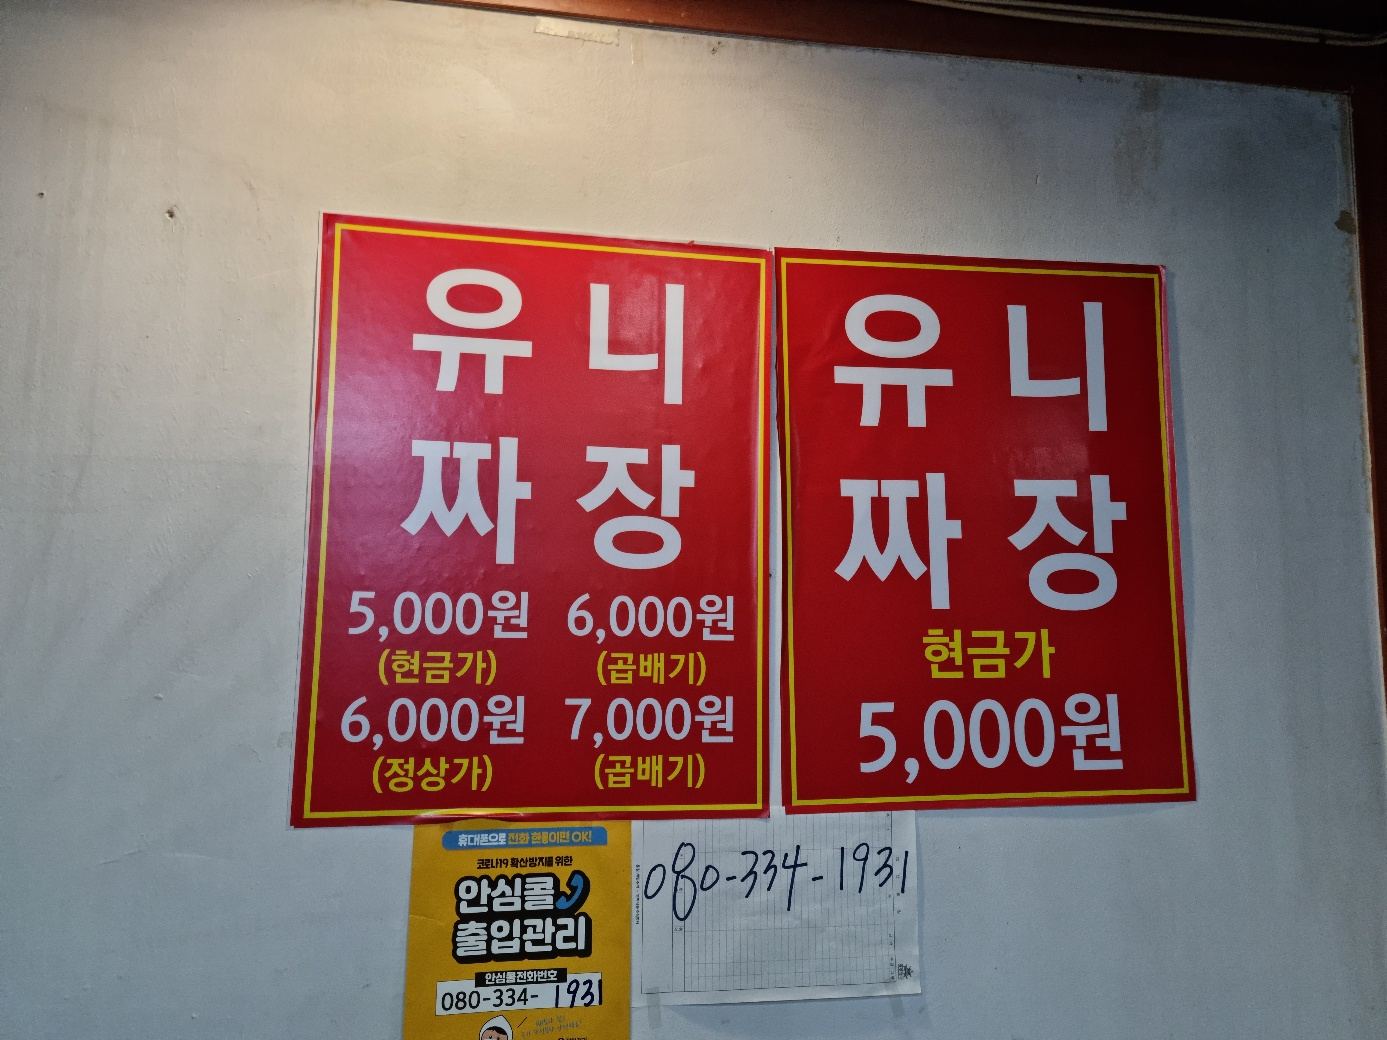 유니
짜장
5,000원 6,000원
(현금가) (곱배기)
6,000원 7,000원
(정상가) (곱배기)
유니
짜장
현금가
5,000원
휴대폰으로 전화 한통이면 OK!
코로나19 확산방지를 위한
안심콜
출입관리
안심콜전화번호
080-334-1931
080-334-1931